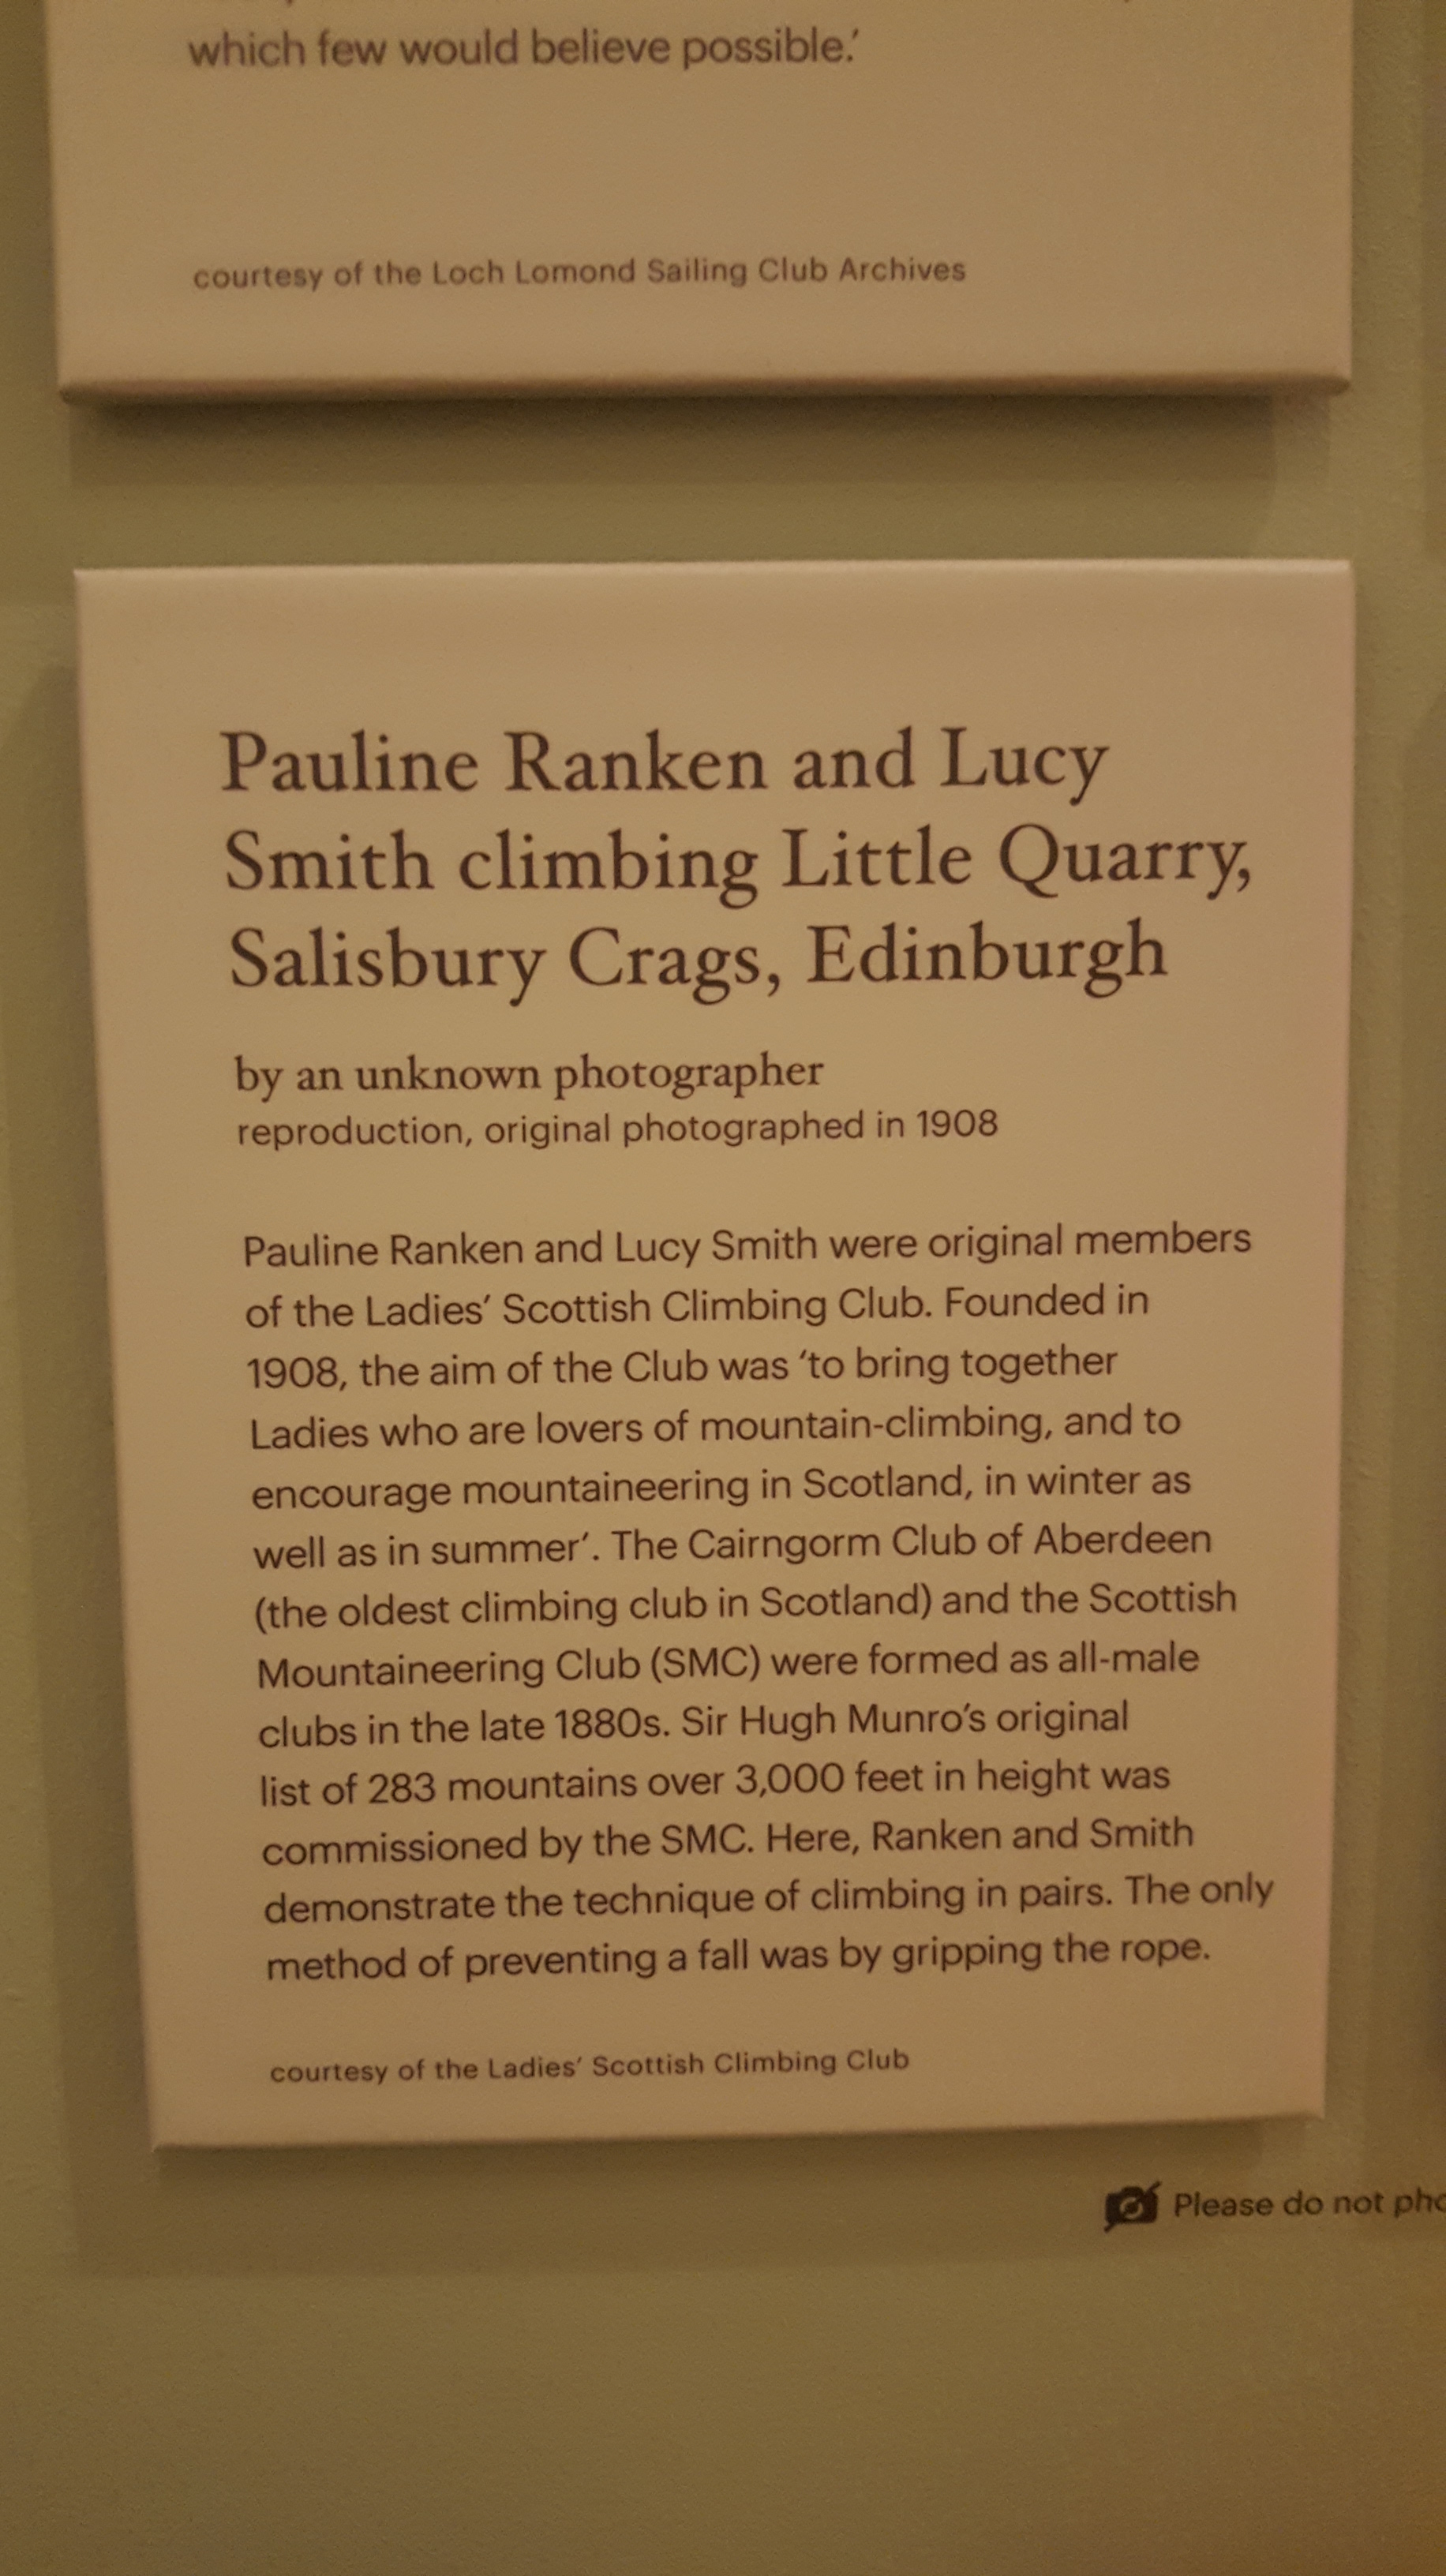 which few would believe possible.'
courtesy of the Loch Lomond Sailing Club Archives
Pauline Ranken and Lucy
Smith climbing Little Quarry,
Salisbury Crags, Edinburgh
by an unknown photographer
reproduction, original photographed in 1908
Pauline Ranken and Lucy Smith were original members
of the Ladies' Scottish Climbing Club. Founded in
1908, the aim of the Club was 'to bring together
Ladies who are lovers of mountain-climbing, and to
encourage mountaineering in Scotland, in winter as
well as in summer'. The Cairngorm Club of Aberdeen
(the oldest climbing club in Scotland) and the Scottish
Mountaineering Club (SMC) were formed as all-male
clubs in the late 1880s. Sir Hugh Munro's original
list of 283 mountains over 3,000 feet in height was
commissioned by the SMC. Here, Ranken and Smith
demonstrate the technique of climbing in pairs. The only
method of preventing a fall was by gripping the rope.
courtesy of the Ladies' Scottish Climbing Club
Please do not pho